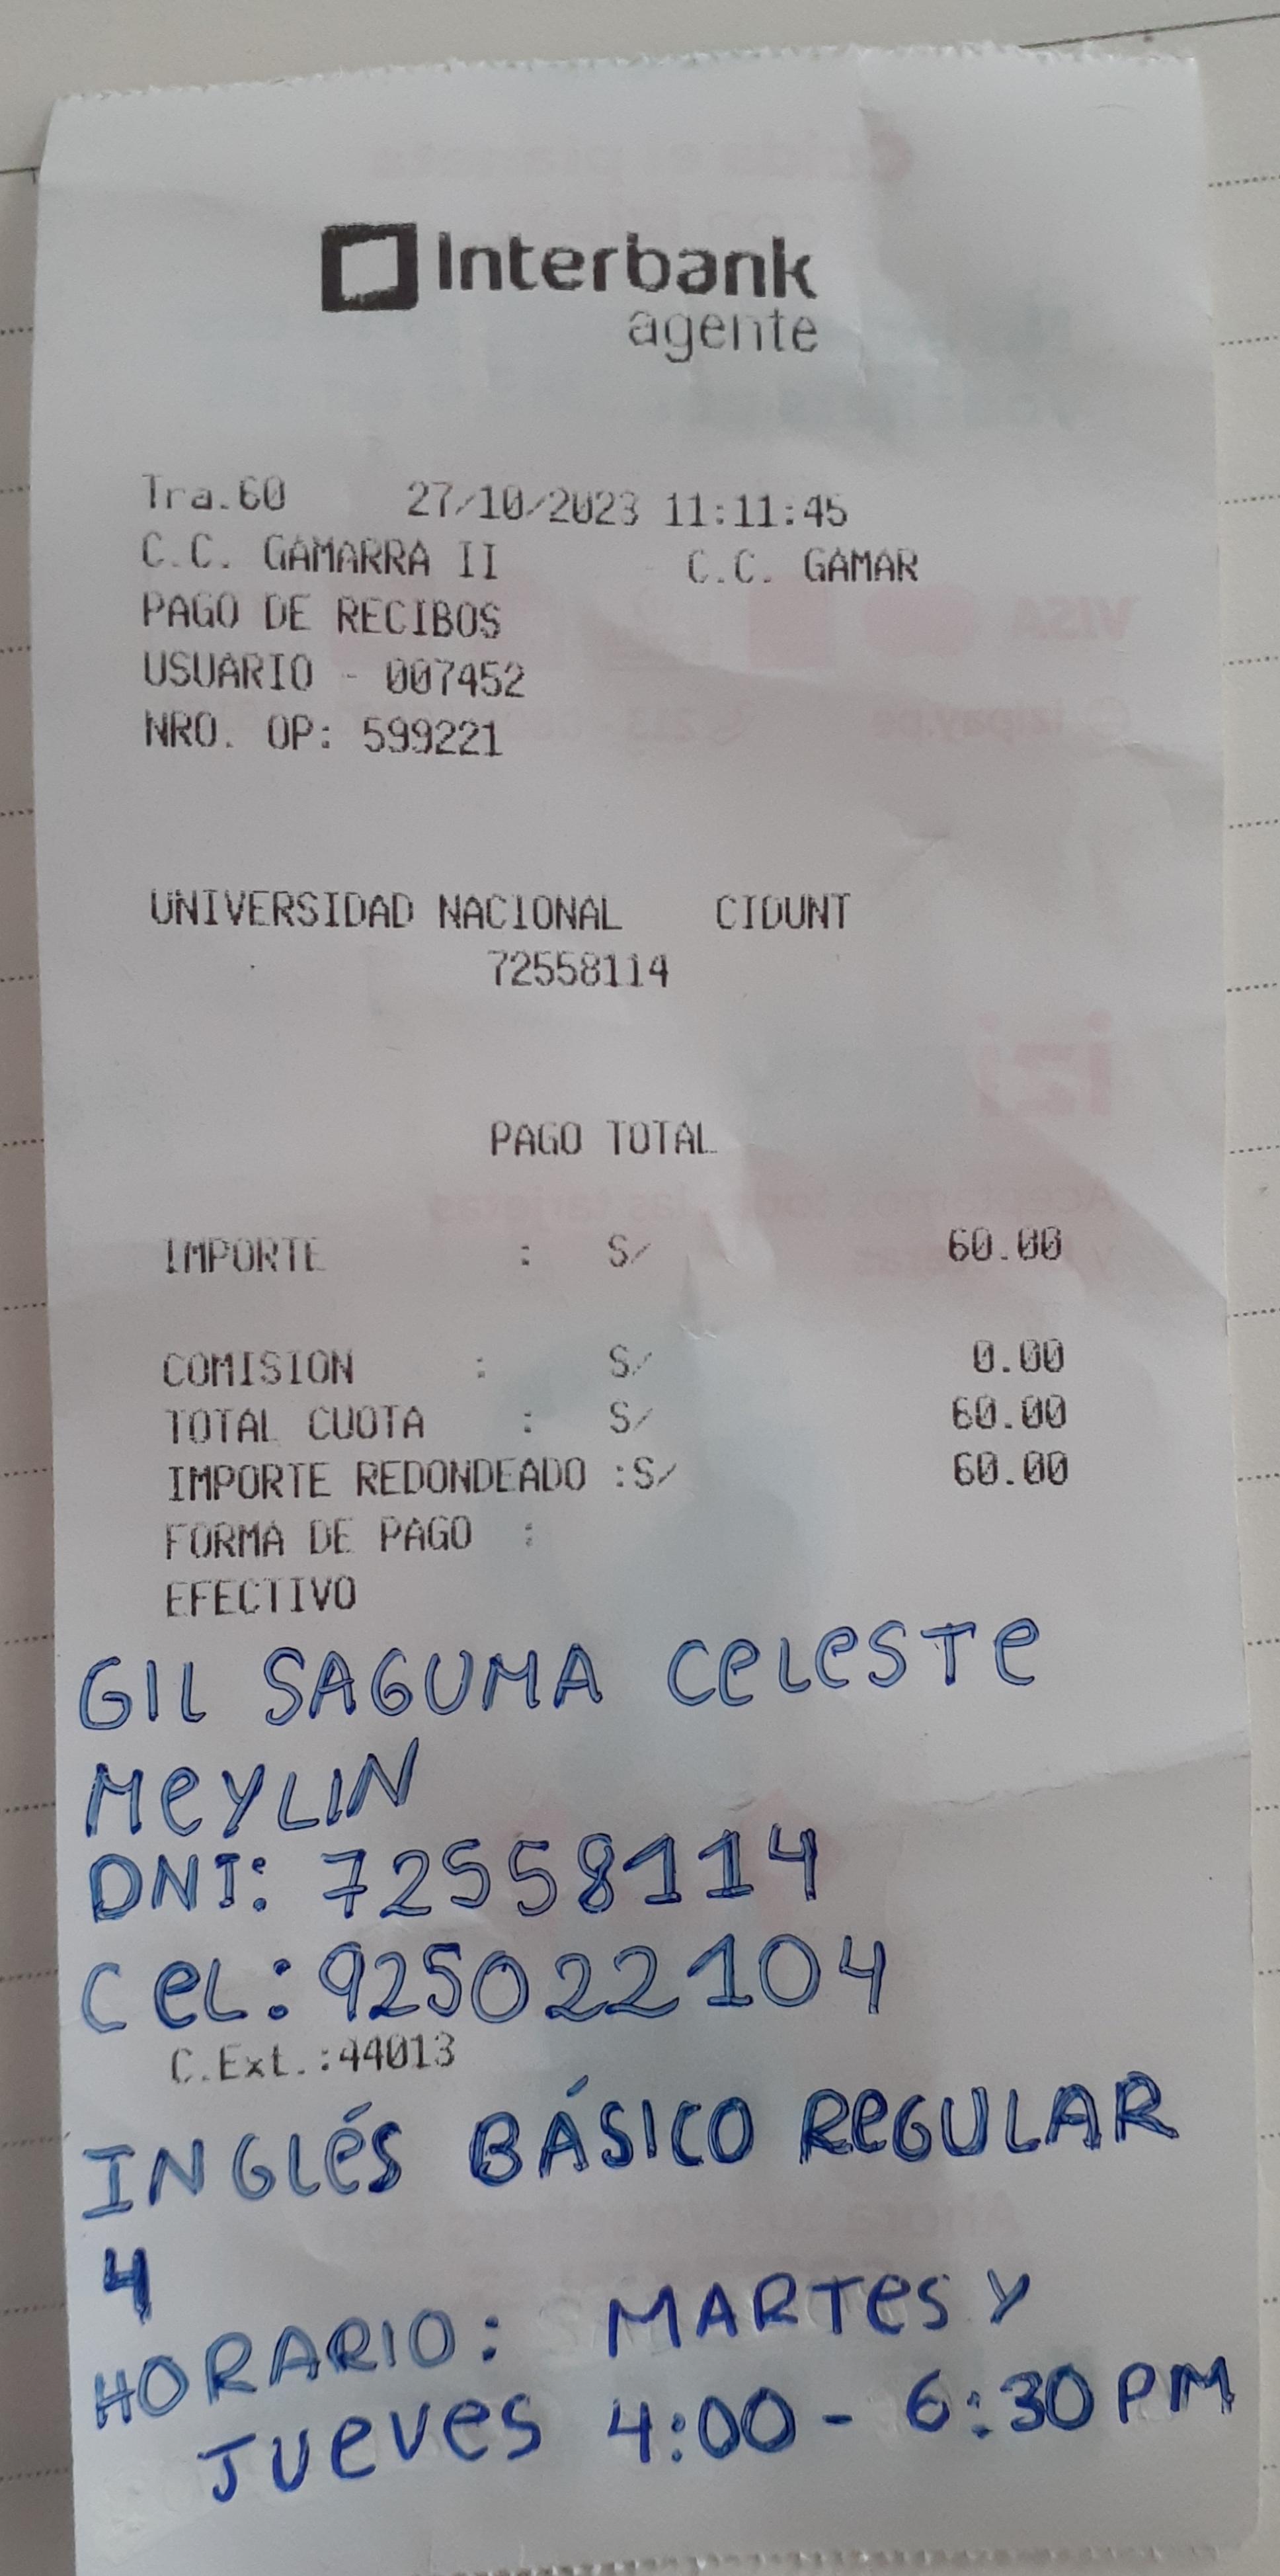 Interbank
agente
Tra.60 27/10/2023 11:11:45
C.C. GAMARRA II C.C. GAMAR
PAGO DE RECIBOS
USUARIO - 007452
NRO. OP: 599221
UNIVERSIDAD NACIONAL CIDUNT
72558114
PAGO TOTAL
IMPORTE : S/ 60.00
COMISION : S/ 0.00
TOTAL CUOTA : S/ 60.00
IMPORTE REDONDEADO :S/ 60.00
FORMA DE PAGO :
EFECTIVO
GIL SAGUMA CeLeSTe
MeYLIN
DNI: 72558114
CeL: 925022104
C.Ext.:44013
INGLéS BÁSICO ReGULAR
4
HORARIO: MARTeS Y
JUeVeS 4:00 - 6:30 PM